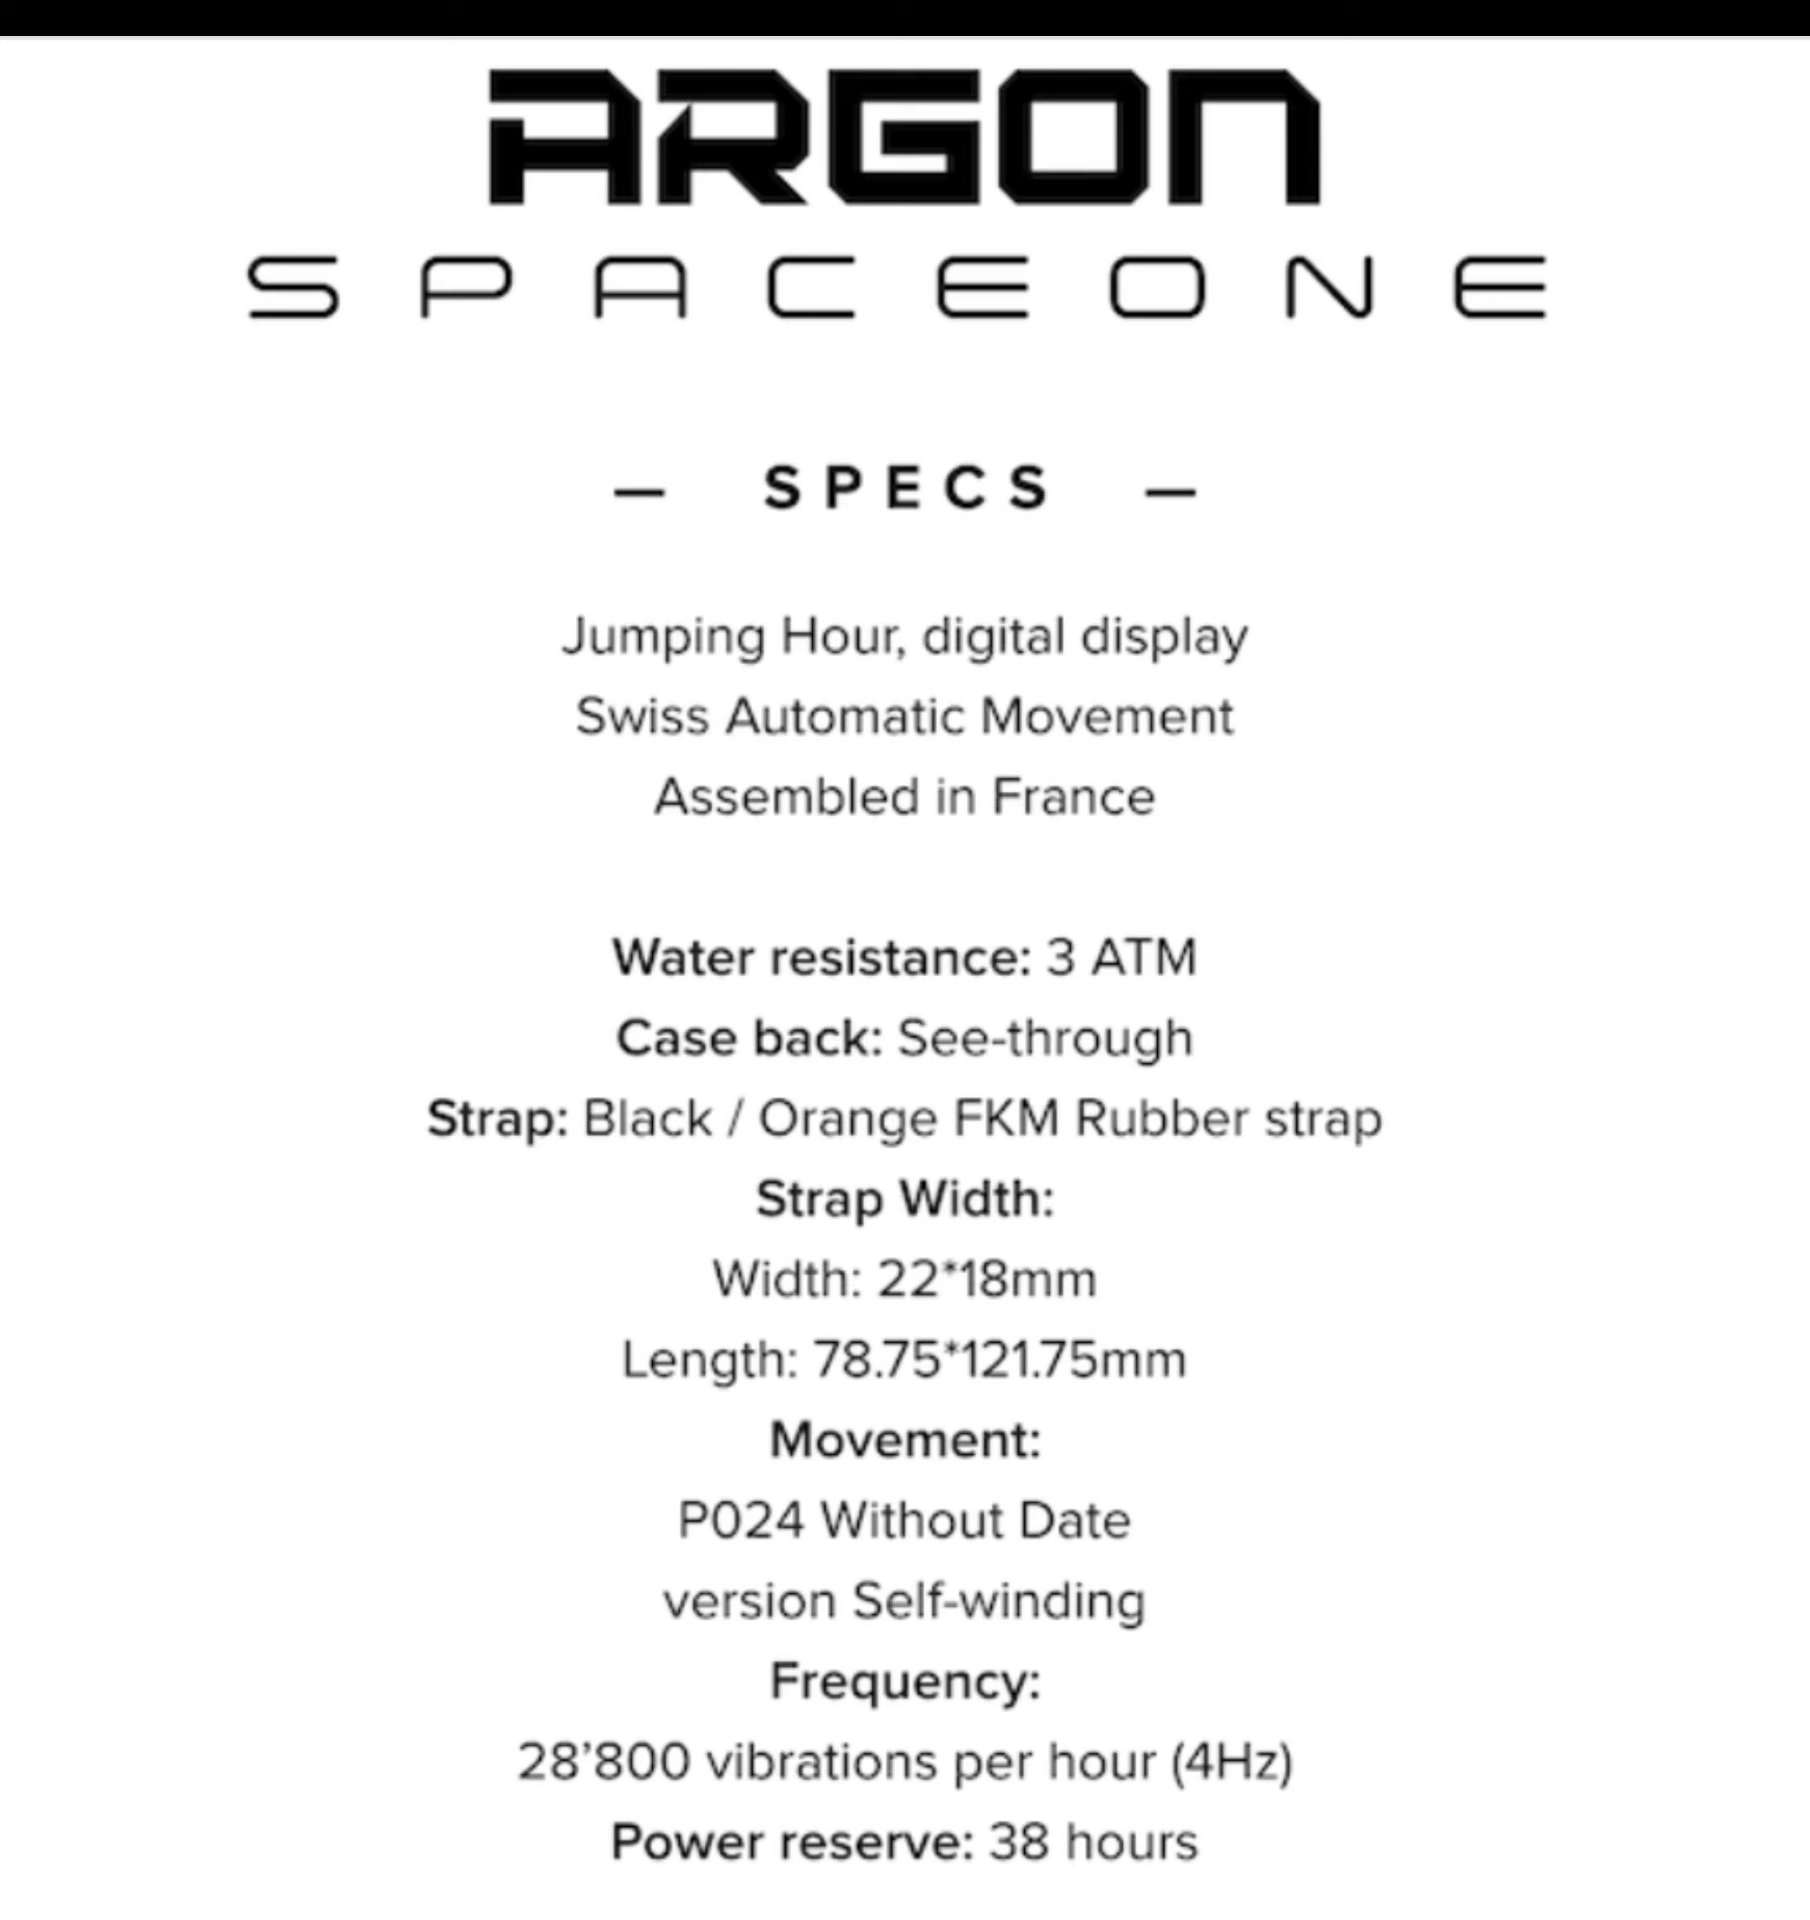 ARGON
SPACEONE
— SPECS —
Jumping Hour, digital display
Swiss Automatic Movement
Assembled in France
Water resistance: 3 ATM
Case back: See-through
Strap: Black / Orange FKM Rubber strap
Strap Width:
Width: 22*18mm
Length: 78.75*121.75mm
Movement:
P024 Without Date
version Self-winding
Frequency:
28’800 vibrations per hour (4Hz)
Power reserve: 38 hours